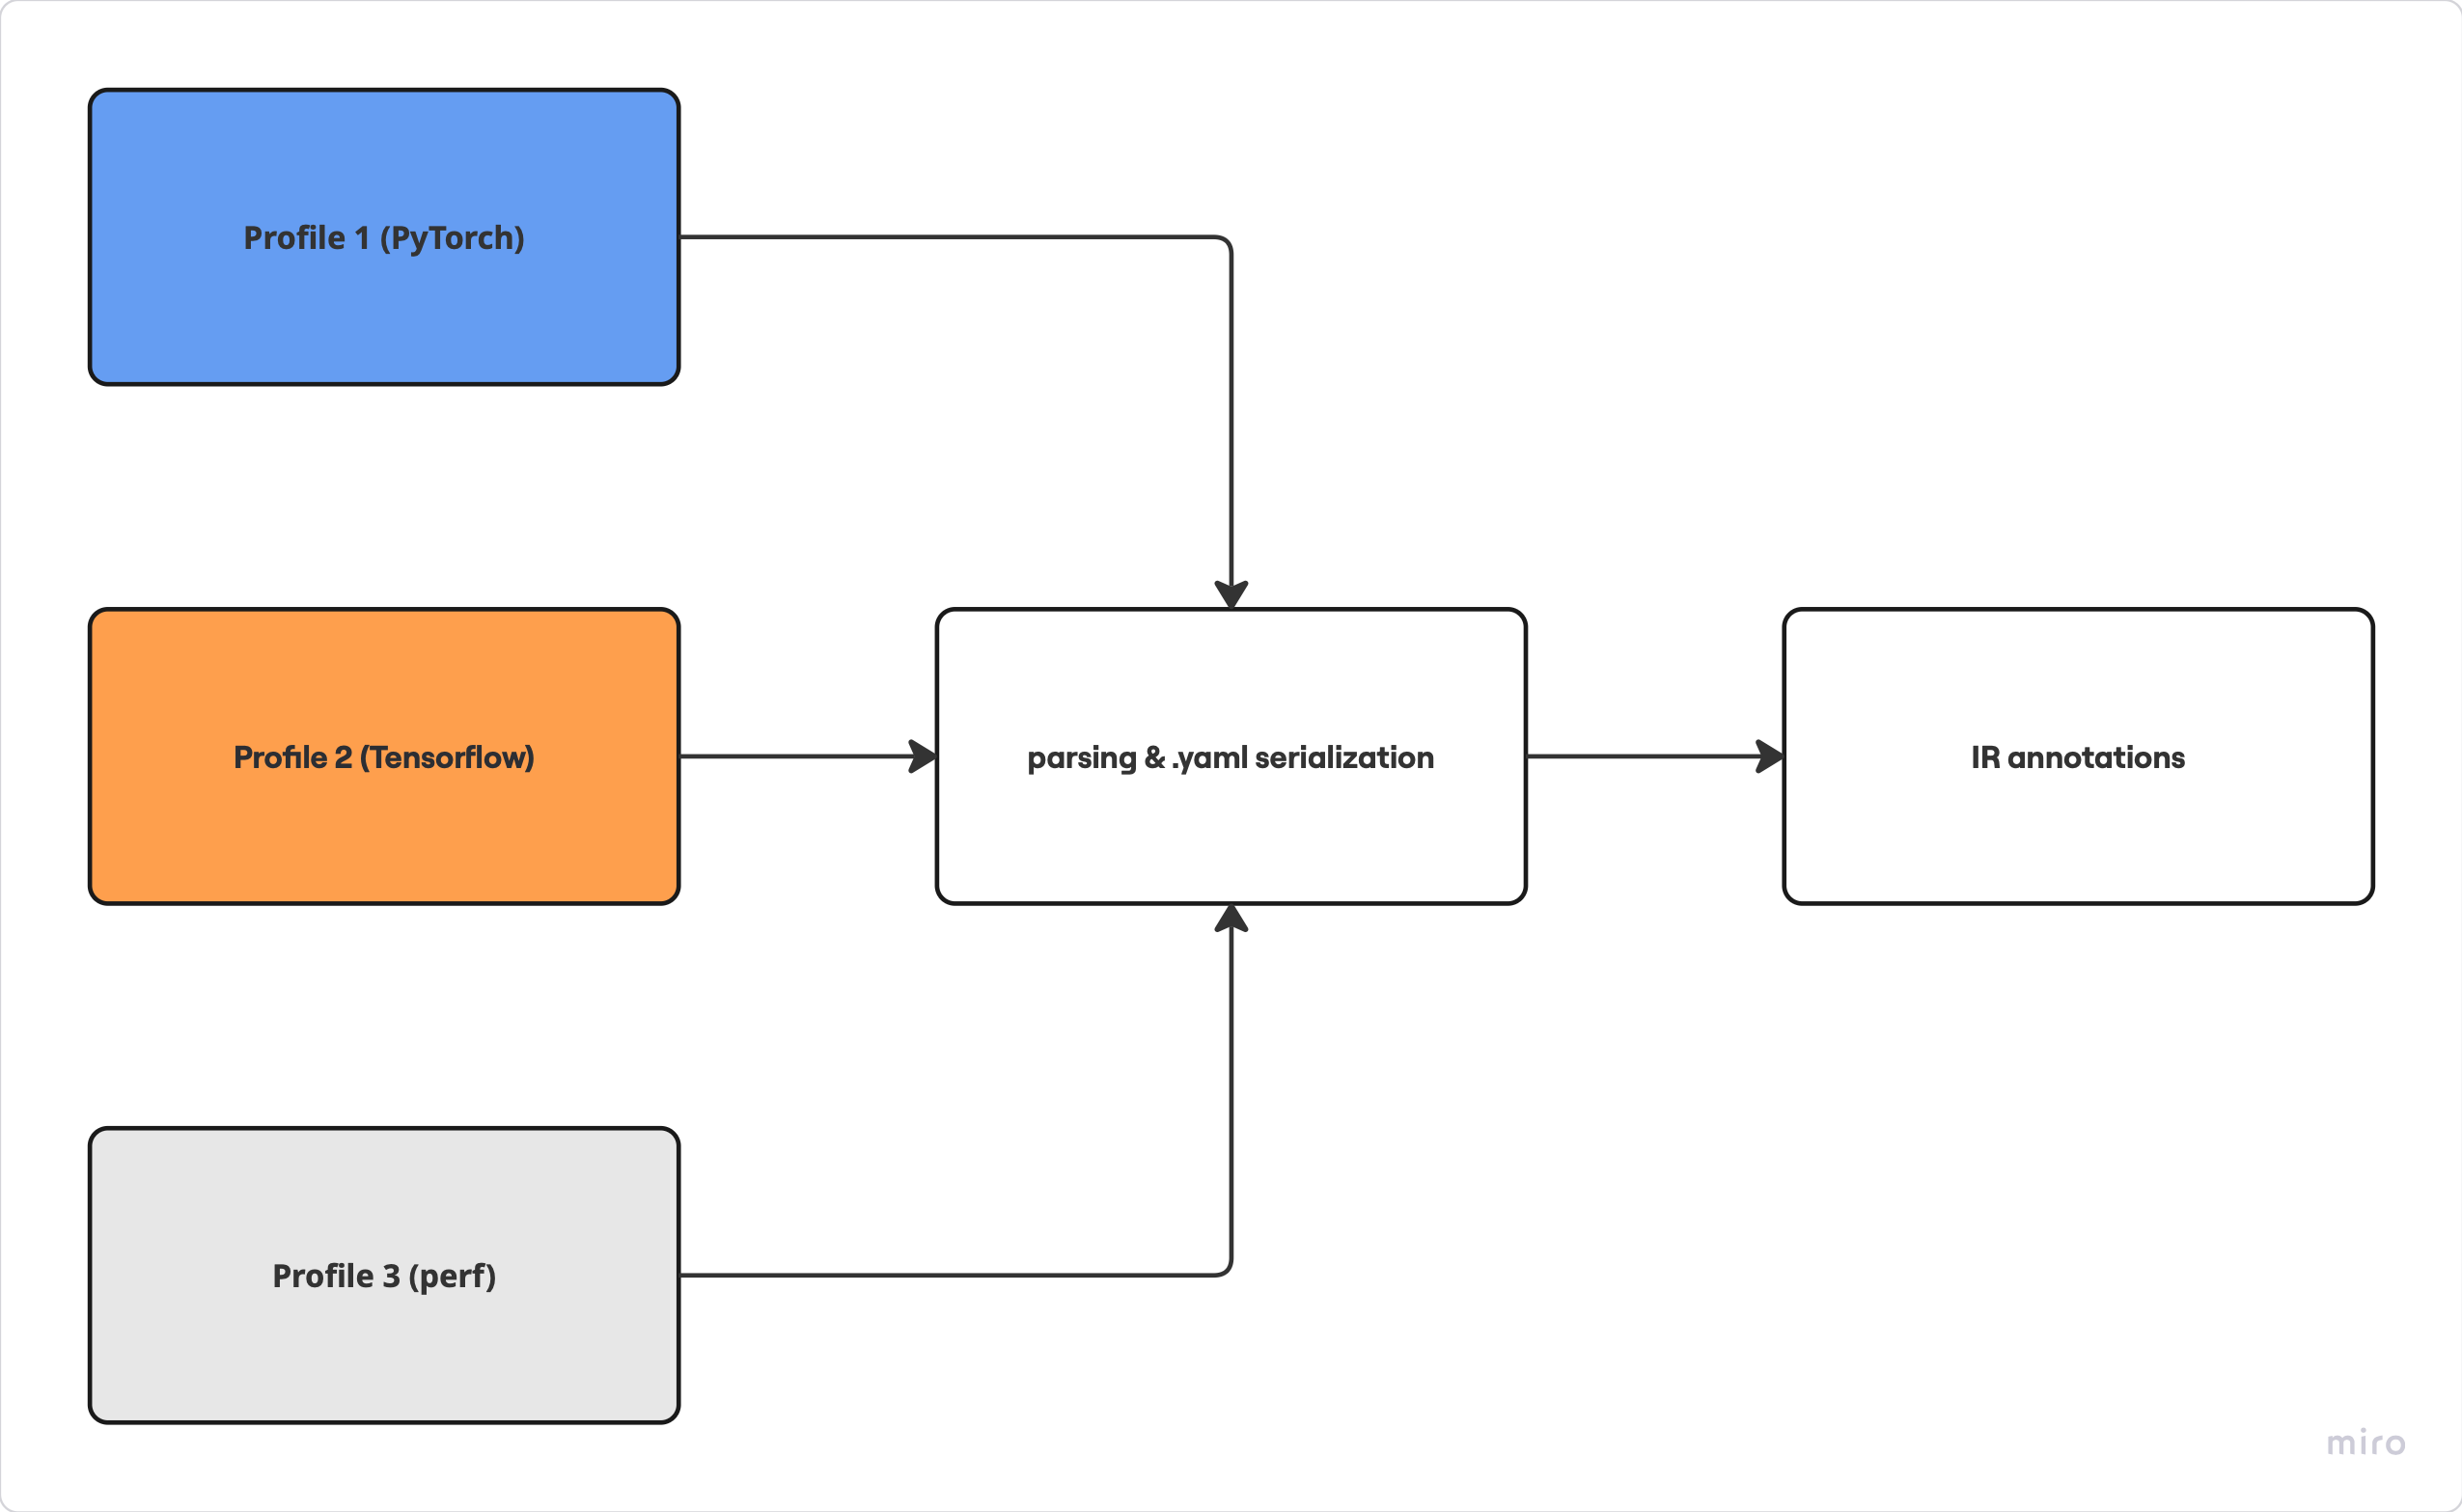 Profile 1 (PyTorch)
Profile 2 (Tensorflow)
parsing & .yaml serialization
IR annotations
Profile 3 (perf)
miro